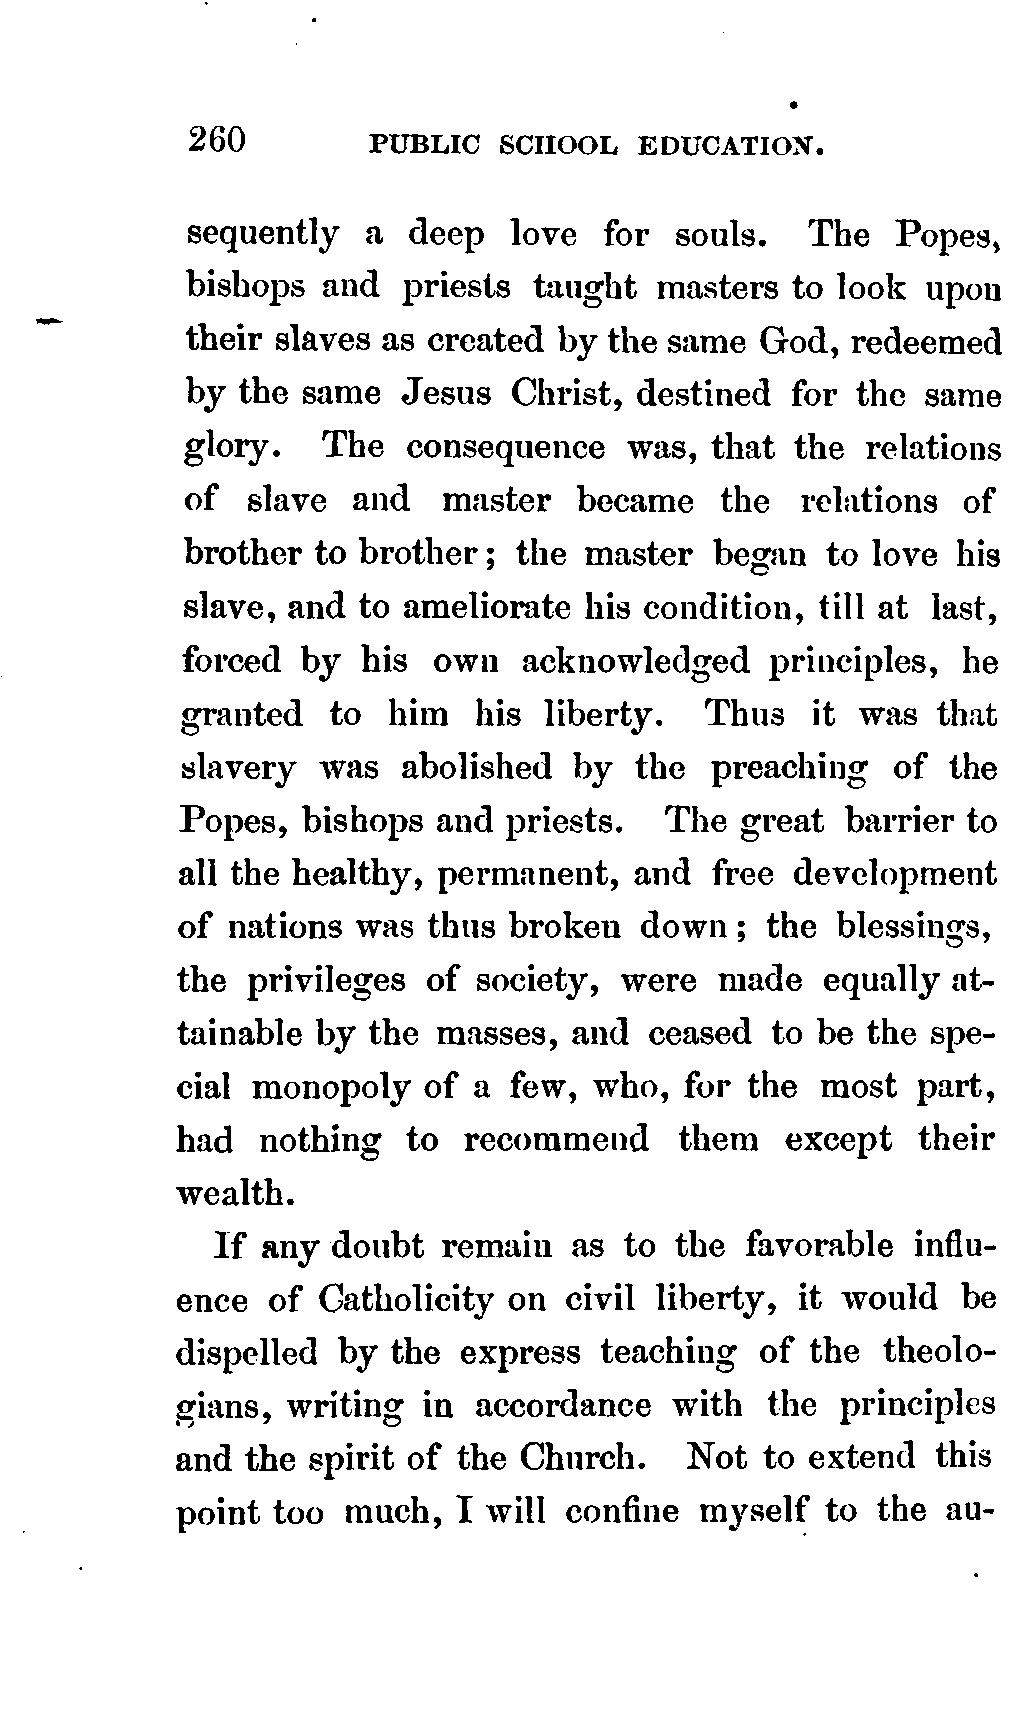 260 PUBLIC SCHOOL EDUCATION.
sequently a deep love for souls. The Popes,
bishops and priests taught masters to look upon
their slaves as created by the same God, redeemed
by the same Jesus Christ, destined for the same
glory. The consequence was, that the relations
of slave and master became the relations of
brother to brother; the master began to love his
slave, and to ameliorate his condition, till at last,
forced by his own acknowledged principles, he
granted to him his liberty. Thus it was that
slavery was abolished by the preaching of the
Popes, bishops and priests. The great barrier to
all the healthy, permanent, and free development
of nations was thus broken down; the blessings,
the privileges of society, were made equally at-
tainable by the masses, and ceased to be the spe-
cial monopoly of a few, who, for the most part,
had nothing to recommend them except their
wealth.
If any doubt remain as to the favorable influ-
ence of Catholicity on civil liberty, it would be
dispelled by the express teaching of the theolo-
gians, writing in accordance with the principles
and the spirit of the Church. Not to extend this
point too much, I will confine myself to the au-